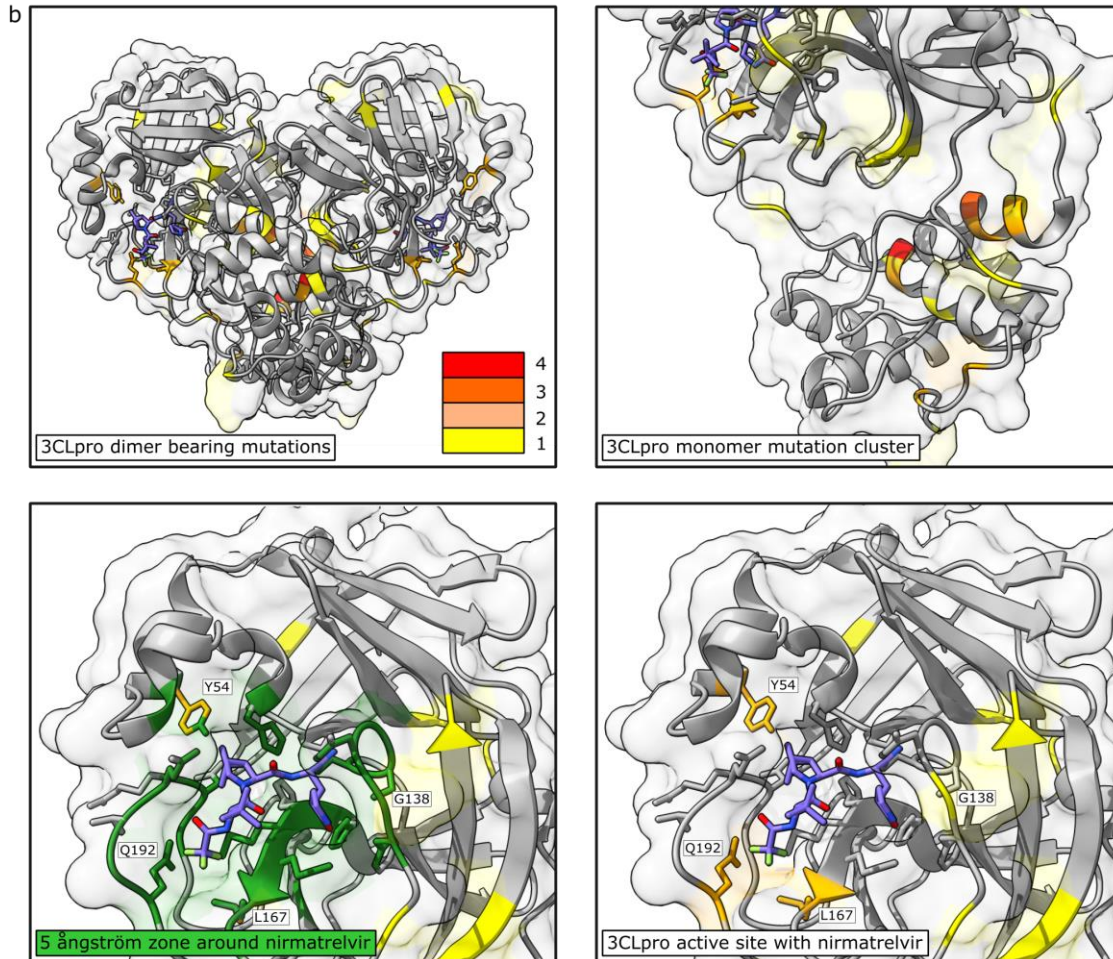 b
4
3
2
1
3CLpro dimer bearing mutations
3CLpro monomer mutation cluster
Y54
G138
Q192
L167
5 ångström zone around nirmatrelvir
Y54
G138
Q192
L167
3CLpro active site with nirmatrelvir